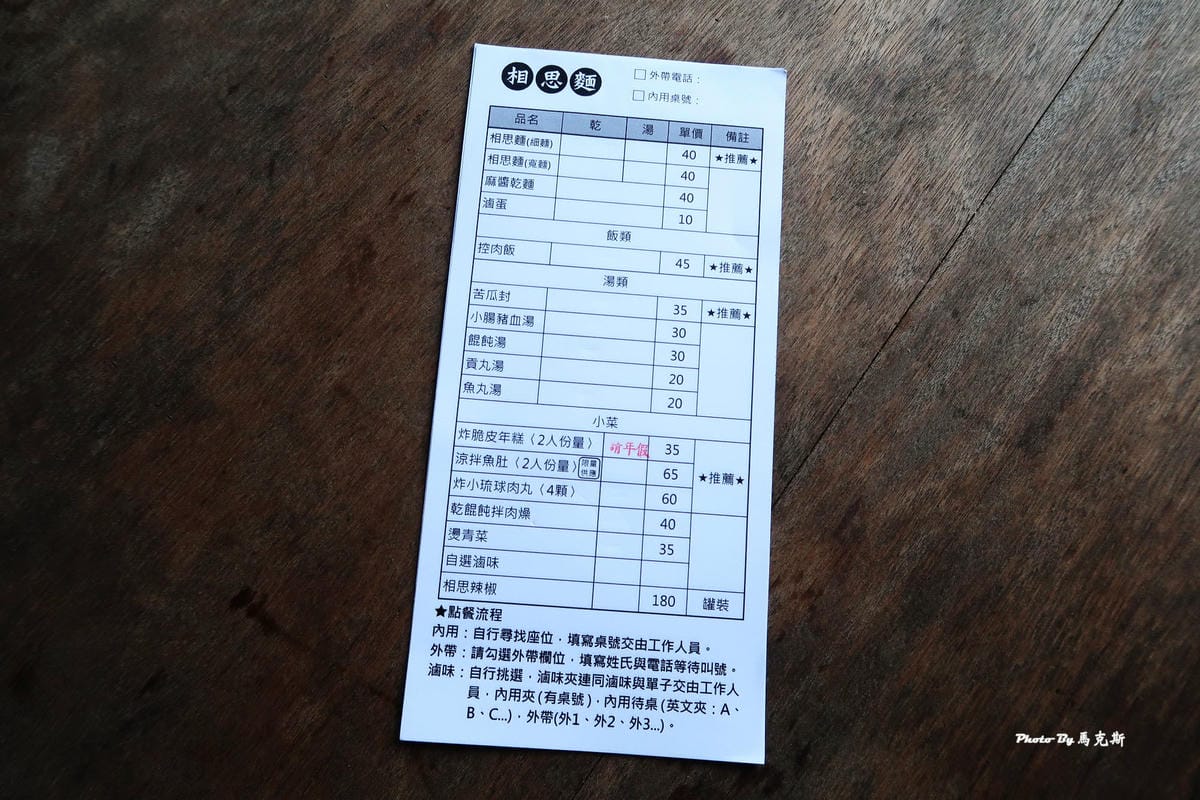 相思麵
□外帶電話：
□內用桌號：
品名 乾 湯 單價 備註
相思麵(細麵) 40 ★推薦★
相思麵(寬麵) 40
麻醬乾麵 40
滷蛋 10
飯類
控肉飯 45 ★推薦★
湯類
苦瓜封 35 ★推薦★
小腸豬血湯 30
餛飩湯 30
貢丸湯 20
魚丸湯 20
小菜
炸脆皮年糕〈2人份量〉 請年假 35
涼拌魚肚〈2人份量〉 限量供應 65 ★推薦★
炸小琉球肉丸〈4顆〉 60
乾餛飩拌肉燥 40
燙青菜 35
自選滷味
相思辣椒 180 罐裝
★點餐流程
內用：自行尋找座位，填寫桌號交由工作人員。
外帶：請勾選外帶欄位，填寫姓氏與電話等待叫號。
滷味：自行挑選，滷味夾連同滷味與單子交由工作人
員，內用夾(有桌號)，內用待桌(英文夾：A、
B、C...)，外帶(外1、外2、外3...)。
Photo By 馬克斯